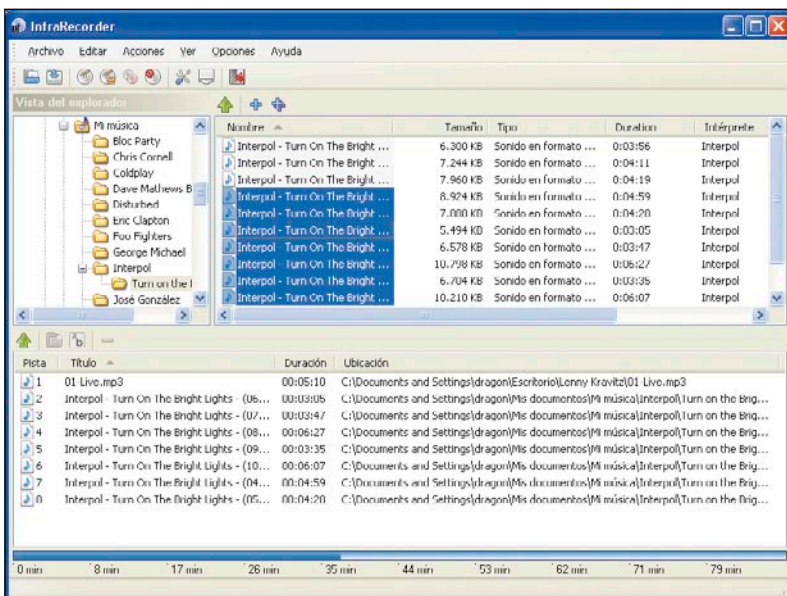 InfraRecorder
Archivo Editar Acciones Ver Opciones Ayuda
Vista del explorador
Mi música
Bloc Party
Chris Cornell
Coldplay
Dave Mathews B
Disturbed
Eric Clapton
Foo Fighters
George Michael
Interpol
Turn on the l
José González
Nombre Tamaño Tipo Duration Intérprete
Interpol - Turn On The Bright ... 6.300 KB Sonido en formato ... 0:03:56 Interpol
Interpol - Turn On The Bright ... 7.244 KB Sonido en formato ... 0:04:11 Interpol
Interpol - Turn On The Bright ... 7.960 KB Sonido en formato ... 0:04:19 Interpol
Interpol - Turn On The Bright ... 8.924 KB Sonido en formato ... 0:04:59 Interpol
Interpol - Turn On The Bright ... KB Sonido en formato ... 0:04:28 Interpol
Interpol - Turn On The Bright ... 5.494 KB Sonido en formato ... 0:03:05 Interpol
Interpol - Turn On The Bright ... 6.578 KB Sonido en formato ... 0:03:47 Interpol
Interpol - Turn On The Bright ... 10.798 KB Sonido en formato ... 0:06:27 Interpol
Interpol - Turn On The Bright ... 6.704 KB Sonido en formato ... 0:03:35 Interpol
Interpol - Turn On The Bright ... 10.210 KB Sonido en formato ... 0:06:07 Interpol
Pista Título Duración Ubicación
1 01-Live.mp3 00:05:10 C:\Documents and Settings\dragon\Escritorio\Lenny Kravitz\01-Live.mp3
2 Interpol - Turn On The Bright Lights - (06... 00:03:05 C:\Documents and Settings\dragon\Mis documentos\Mi música\Interpol\Turn on the Brig...
3 Interpol - Turn On The Bright Lights - (07... 00:03:47 C:\Documents and Settings\dragon\Mis documentos\Mi música\Interpol\Turn on the Brig...
4 Interpol - Turn On The Bright Lights - (08... 00:06:27 C:\Documents and Settings\dragon\Mis documentos\Mi música\Interpol\Turn on the Brig...
5 Interpol - Turn On The Bright Lights - (09... 00:03:35 C:\Documents and Settings\dragon\Mis documentos\Mi música\Interpol\Turn on the Brig...
6 Interpol - Turn On The Bright Lights - (10... 00:06:07 C:\Documents and Settings\dragon\Mis documentos\Mi música\Interpol\Turn on the Brig...
7 Interpol - Turn On The Bright Lights - (04... 00:04:59 C:\Documents and Settings\dragon\Mis documentos\Mi música\Interpol\Turn on the Brig...
8 Interpol - Turn On The Bright Lights - (05... 00:04:28 C:\Documents and Settings\dragon\Mis documentos\Mi música\Interpol\Turn on the Brig...
0 min 8 min 17 min 26 min 35 min 44 min 53 min 62 min 71 min 79 min